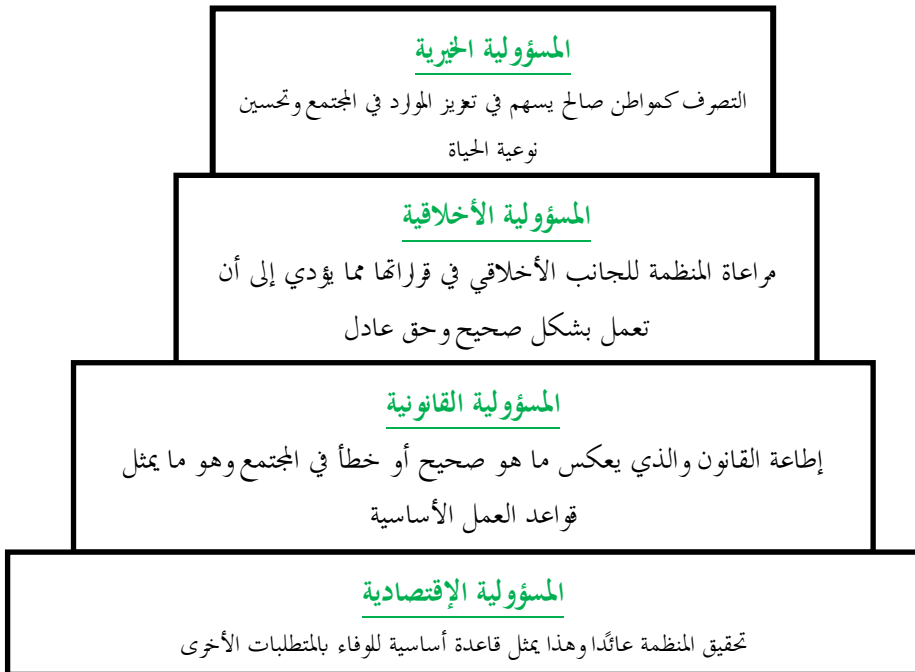 المسؤولية الخيرية
التصرف كمواطن صالح يسهم في تعزيز الموارد في المجتمع وتحسين
نوعية الحياة
المسؤولية الأخلاقية
مراعاة المنظمة للجانب الأخلاقي في قراراتها مما يؤدي إلى أن
تعمل بشكل صحيح وحق عادل
المسؤولية القانونية
إطاعة القانون والذي يعكس ما هو صحيح أو خطأ في المجتمع وهو ما يمثل
قواعد العمل الأساسية
المسؤولية الإقتصادية
تحقيق المنظمة عائدًا وهذا يمثل قاعدة أساسية للوفاء بالمتطلبات الأخرى